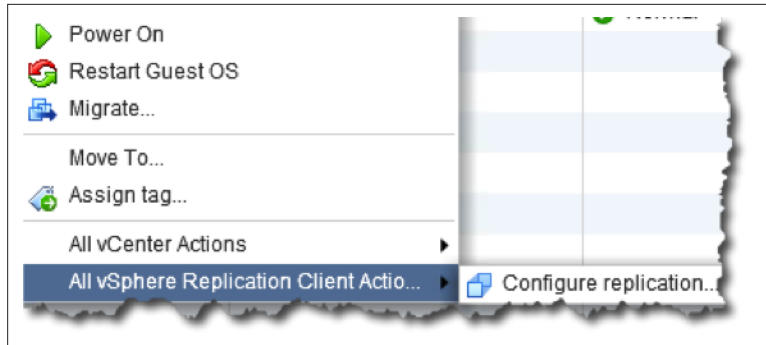 Power On
Restart Guest OS
Migrate...
Move To...
Assign tag...
All vCenter Actions
All vSphere Replication Client Actio...
Configure replication...